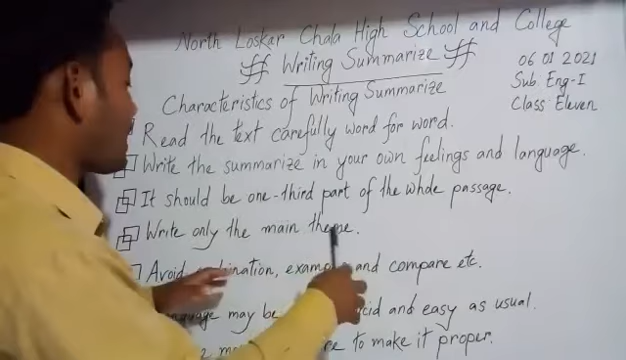 North Loskar Chala High School and College
Writing Summarize
06 01 2021
Sub. Eng-I
Class Eleven
Characteristics of Writing Summarize
Read the text carefully word for word.
Write the summarize in your own feelings and language.
It should be one-third part of the whole passage.
Write only the main theme.
Avoid and compare etc.
may be and easy as usual.
to make it proper.